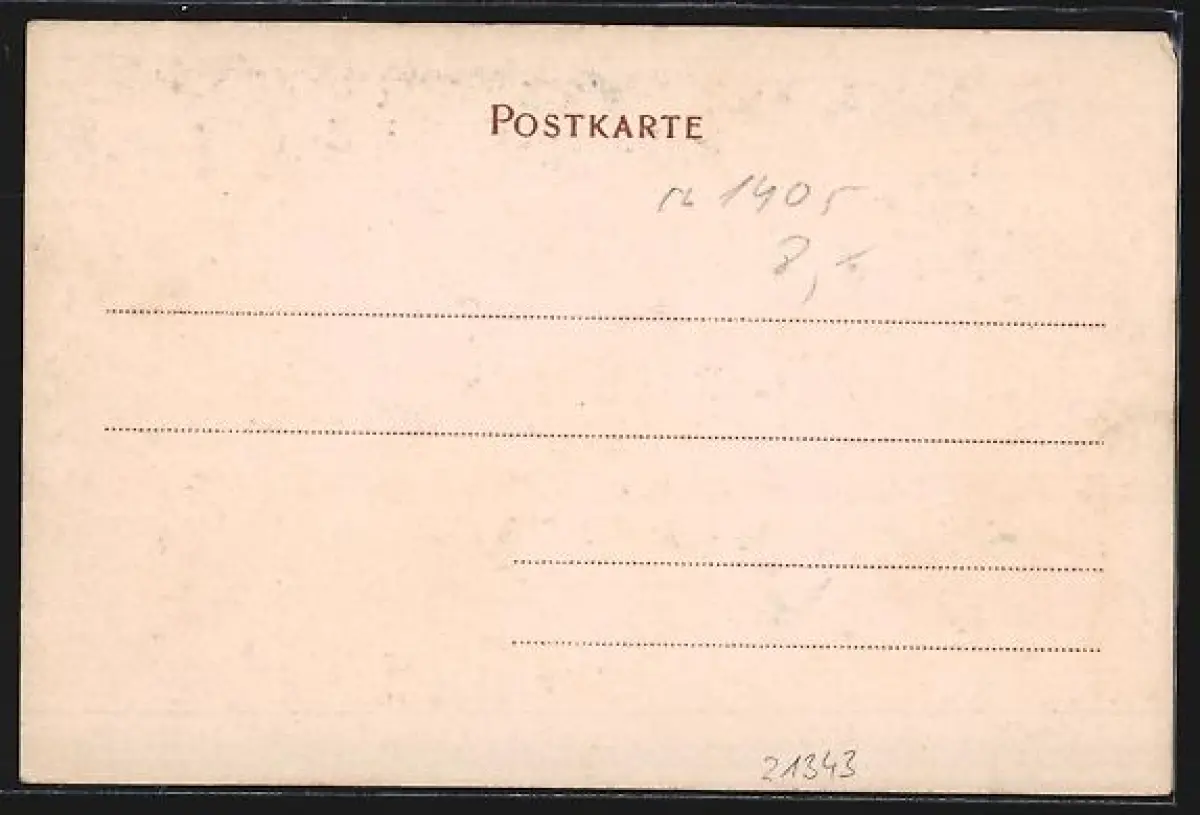 POSTKARTE
1405
8,-
21343